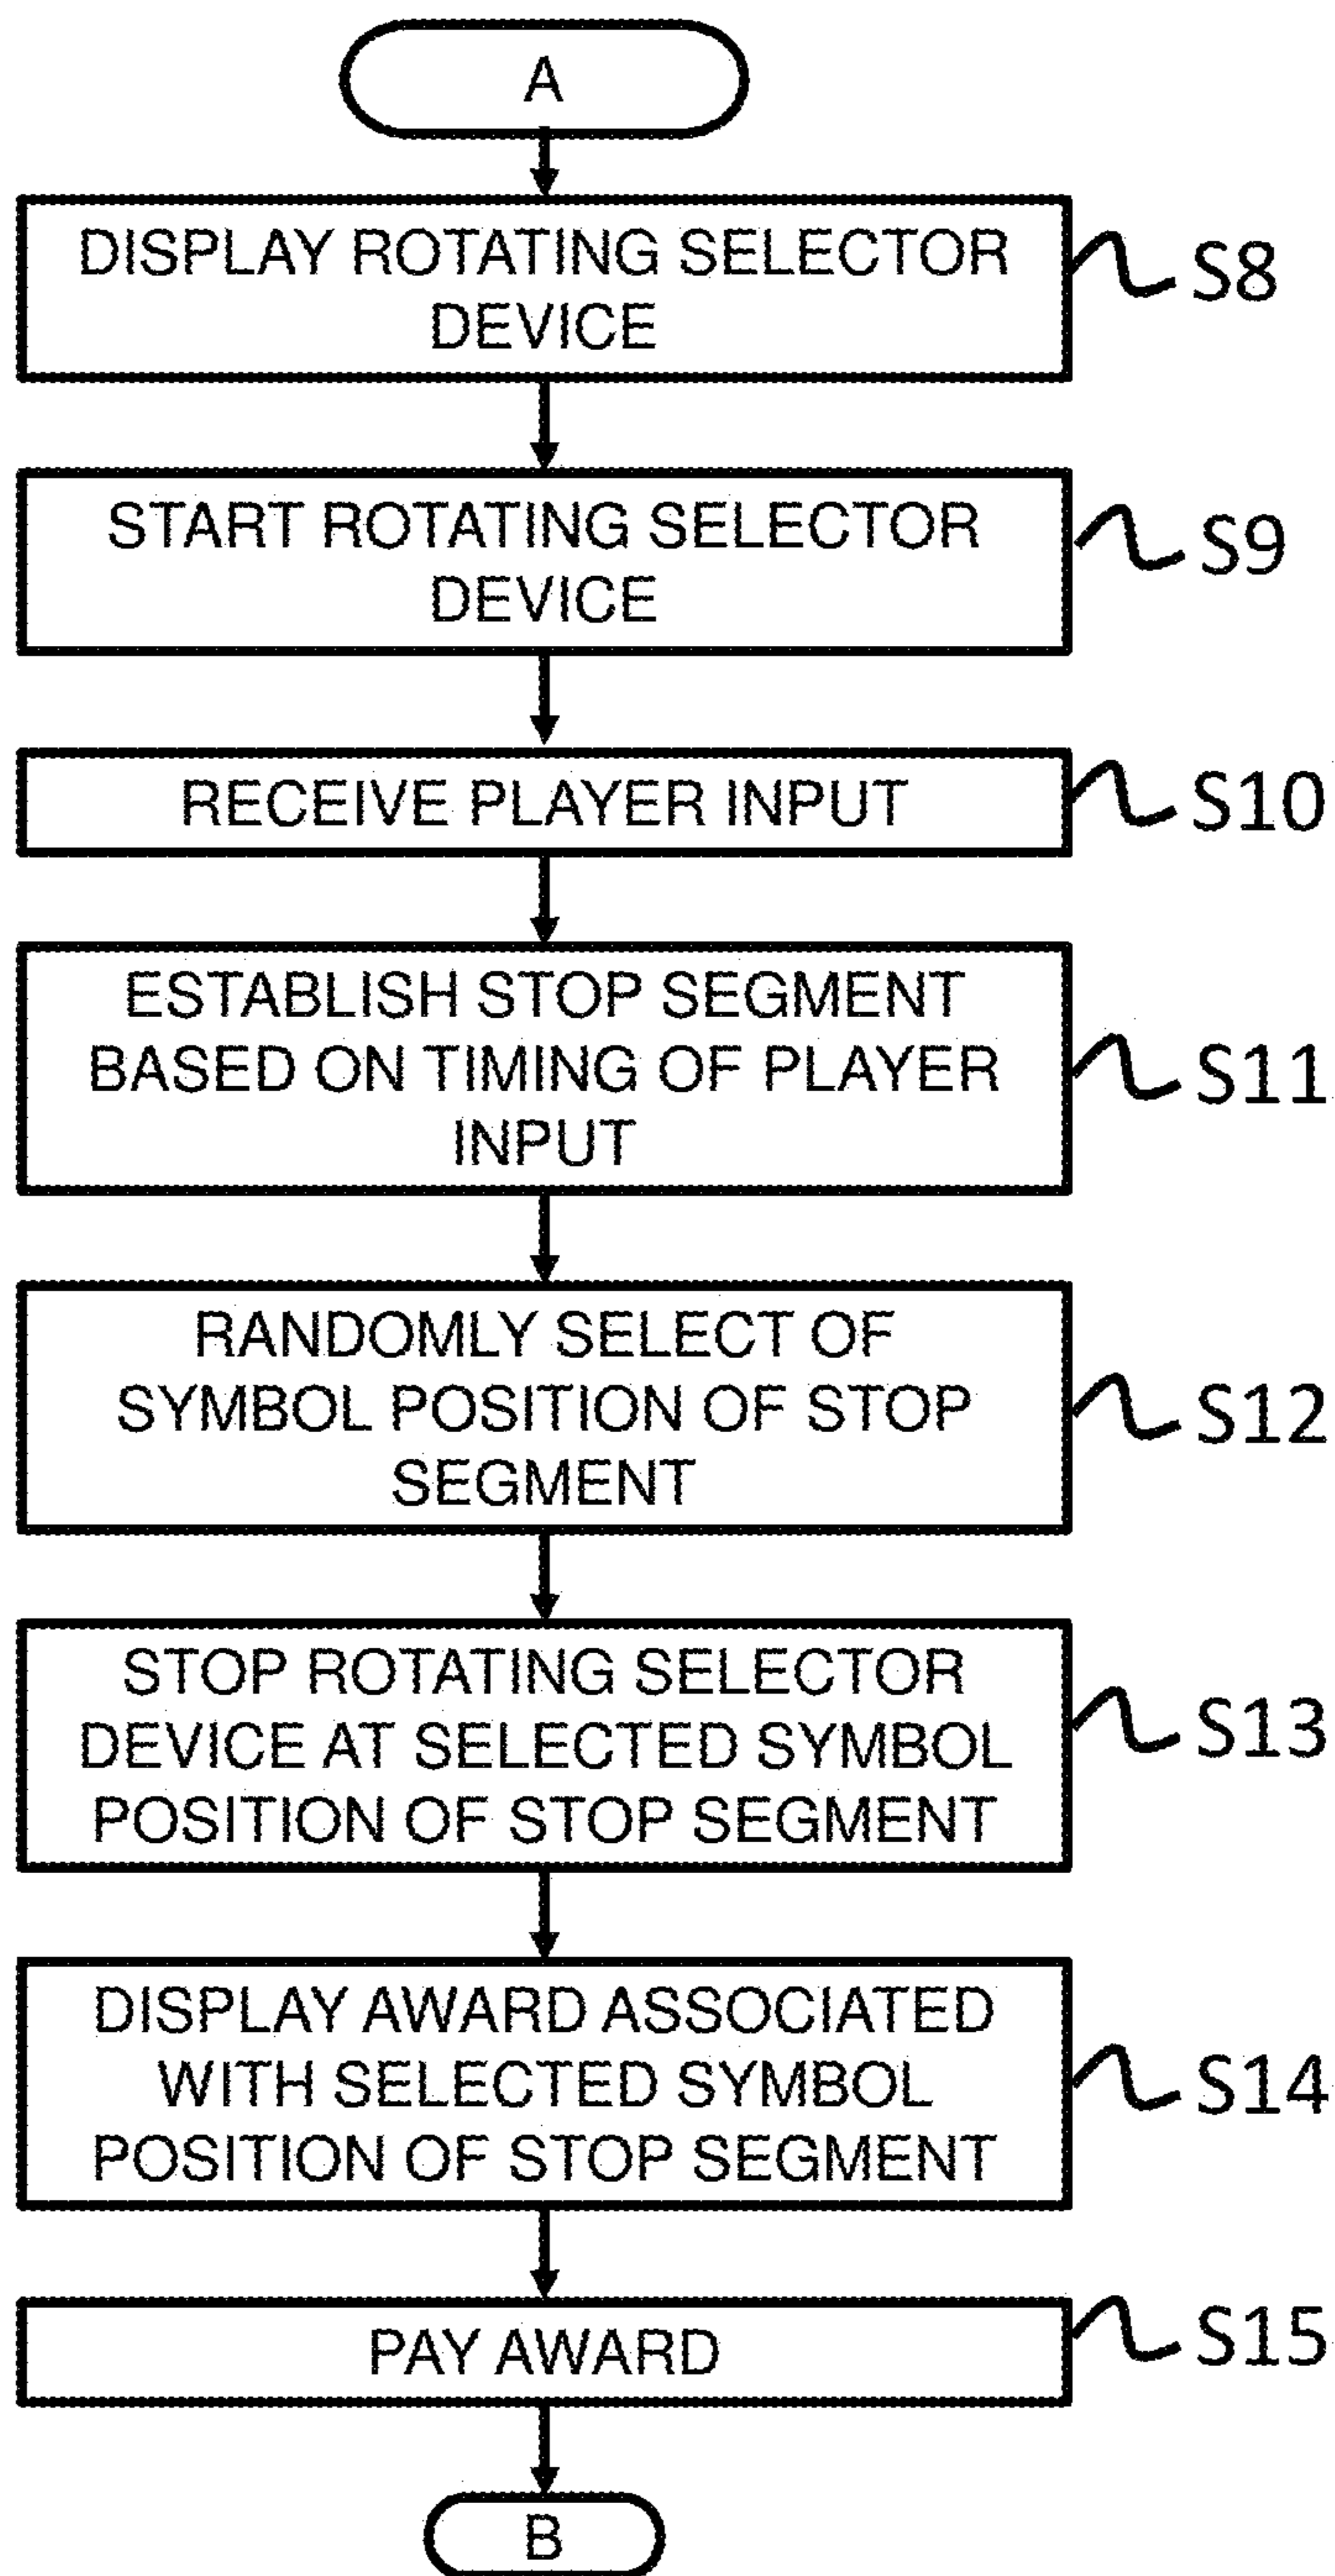 A
DISPLAY ROTATING SELECTOR
DEVICE
S8
START ROTATING SELECTOR
DEVICE
S9
RECEIVE PLAYER INPUT
S10
ESTABLISH STOP SEGMENT
BASED ON TIMING OF PLAYER
INPUT
S11
RANDOMLY SELECT OF
SYMBOL POSITION OF STOP
SEGMENT
S12
STOP ROTATING SELECTOR
DEVICE AT SELECTED SYMBOL
POSITION OF STOP SEGMENT
S13
DISPLAY AWARD ASSOCIATED
WITH SELECTED SYMBOL
POSITION OF STOP SEGMENT
S14
PAY AWARD
S15
B